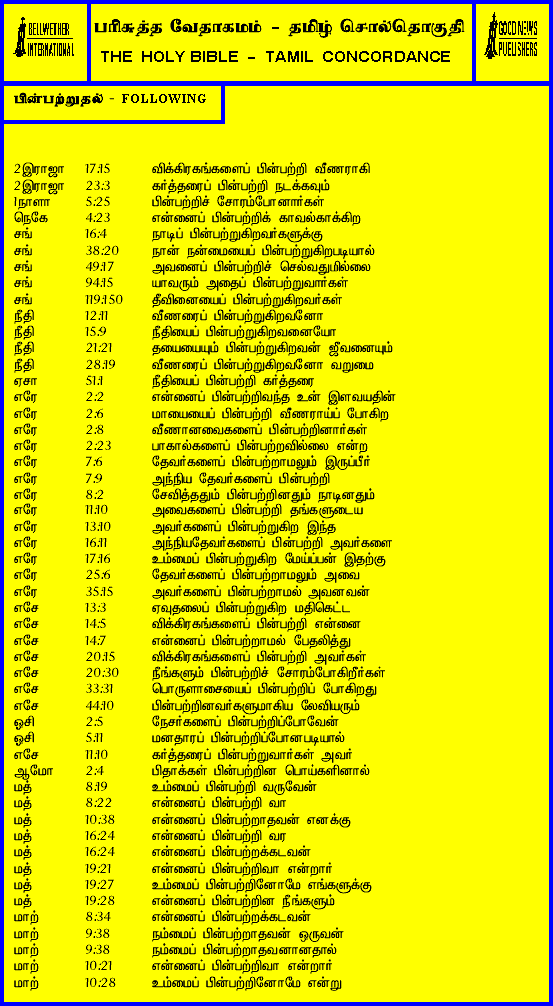 BELLWETHER
INTERNATIONAL
பரிசுத்த வேதாகமம் - தமிழ் சொல்தொகுதி
THE HOLY BIBLE - TAMIL CONCORDANCE
GOOD NEWS
PUBLISHERS
பின்பற்றுதல் - FOLLOWING
2இராஜா 17:15 விக்கிரகங்களைப் பின்பற்றி வீணராகி
2இராஜா 23:3 கர்த்தரைப் பின்பற்றி நடக்கவும்
1நாளா 5:25 பின்பற்றிச் சோரம்போனார்கள்
நெகே 4:23 என்னைப் பின்பற்றிக் காவல்காக்கிற
சங் 16:4 நாடிப் பின்பற்றுகிறவர்களுக்கு
சங் 38:20 நான் நன்மையைப் பின்பற்றுகிறபடியால்
சங் 49:17 அவனைப் பின்பற்றிச் செல்வதுமில்லை
சங் 94:15 யாவரும் அதைப் பின்பற்றுவார்கள்
சங் 119:150 தீவினையைப் பின்பற்றுகிறவர்கள்
நீதி 12:11 வீணரைப் பின்பற்றுகிறவனோ
நீதி 15:9 நீதியைப் பின்பற்றுகிறவனையோ
நீதி 21:21 தயையையும் பின்பற்றுகிறவன் ஜீவனையும்
நீதி 28:19 வீணரைப் பின்பற்றுகிறவனோ வறுமை
ஏசா 51:1 நீதியைப் பின்பற்றி கர்த்தரை
எரே 2:2 என்னைப் பின்பற்றிவந்த உன் இளவயதின்
எரே 2:6 மாயையைப் பின்பற்றி வீணராய்ப் போகிற
எரே 2:8 வீணானவைகளைப் பின்பற்றினார்கள்
எரே 2:23 பாகால்களைப் பின்பற்றவில்லை என்ற
எரே 7:6 தேவர்களைப் பின்பற்றாமலும் இருப்பீர்
எரே 7:9 அந்நிய தேவர்களைப் பின்பற்றி
எரே 8:2 சேவித்ததும் பின்பற்றினதும் நாடினதும்
எரே 11:10 அவைகளைப் பின்பற்றி தங்களுடைய
எரே 13:10 அவர்களைப் பின்பற்றுகிற இந்த
எரே 16:11 அந்நியதேவர்களைப் பின்பற்றி அவர்களை
எரே 17:16 உம்மைப் பின்பற்றுகிற மேய்ப்பன் இதற்கு
எரே 25:6 தேவர்களைப் பின்பற்றாமலும் அவை
எரே 35:15 அவர்களைப் பின்பற்றாமல் அவனவன்
எசே 13:3 ஏவுதலைப் பின்பற்றுகிற மதிகெட்ட
எசே 14:5 விக்கிரகங்களைப் பின்பற்றி என்னை
எசே 14:7 என்னைப் பின்பற்றாமல் பேதலித்து
எசே 20:15 விக்கிரகங்களைப் பின்பற்றி அவர்கள்
எசே 20:30 நீங்களும் பின்பற்றிச் சோரம்போகிறீர்கள்
எசே 33:31 பொருளாசையைப் பின்பற்றிப் போகிறது
எசே 44:10 பின்பற்றினவர்களுமாகிய லேவியரும்
ஓசி 2:5 நேசர்களைப் பின்பற்றிப்போவேன்
ஓசி 5:11 மனதாரப் பின்பற்றிப்போனபடியால்
எசே 11:10 கர்த்தரைப் பின்பற்றுவார்கள் அவர்
ஆமோ 2:4 பிதாக்கள் பின்பற்றின பொய்களினால்
மத் 8:19 உம்மைப் பின்பற்றி வருவேன்
மத் 8:22 என்னைப் பின்பற்றி வா
மத் 10:38 என்னைப் பின்பற்றாதவன் எனக்கு
மத் 16:24 என்னைப் பின்பற்றி வர
மத் 16:24 என்னைப் பின்பற்றக்கடவன்
மத் 19:21 என்னைப் பின்பற்றிவா என்றார்
மத் 19:27 உம்மைப் பின்பற்றினோமே எங்களுக்கு
மத் 19:28 என்னைப் பின்பற்றின நீங்களும்
மாற் 8:34 என்னைப் பின்பற்றக்கடவன்
மாற் 9:38 நம்மைப் பின்பற்றாதவன் ஒருவன்
மாற் 9:38 நம்மைப் பின்பற்றாதவனானதால்
மாற் 10:21 என்னைப் பின்பற்றிவா என்றார்
மாற் 10:28 உம்மைப் பின்பற்றினோமே என்று